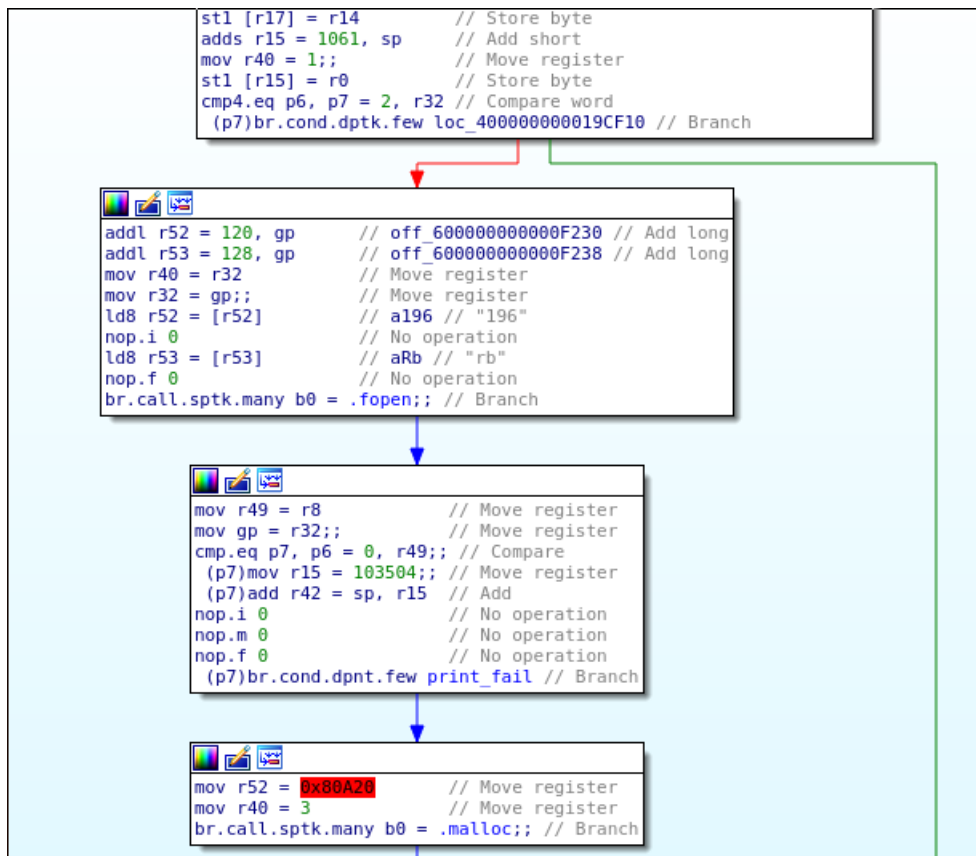 st1 [r17] = r14 // Store byte
adds r15 = 1061, sp // Add short
mov r40 = 1;; // Move register
st1 [r15] = r0 // Store byte
cmp4.eq p6, p7 = 2, r32 // Compare word
(p7)br.cond.dptk.few loc_400000000019CF10 // Branch
addl r52 = 120, gp // off_600000000000F230 // Add long
addl r53 = 128, gp // off_600000000000F238 // Add long
mov r40 = r32 // Move register
mov r32 = gp;; // Move register
ld8 r52 = [r52] // a196 // "196"
nop.i 0 // No operation
ld8 r53 = [r53] // aRb // "rb"
nop.f 0 // No operation
br.call.sptk.many b0 = .fopen;; // Branch
mov r49 = r8 // Move register
mov gp = r32;; // Move register
cmp.eq p7, p6 = 0, r49;; // Compare
(p7)mov r15 = 103504;; // Move register
(p7)add r42 = sp, r15 // Add
nop.i 0 // No operation
nop.m 0 // No operation
nop.f 0 // No operation
(p7)br.cond.dpnt.few print_fail // Branch
mov r52 = 0x80A20 // Move register
mov r40 = 3 // Move register
br.call.sptk.many b0 = .malloc;; // Branch